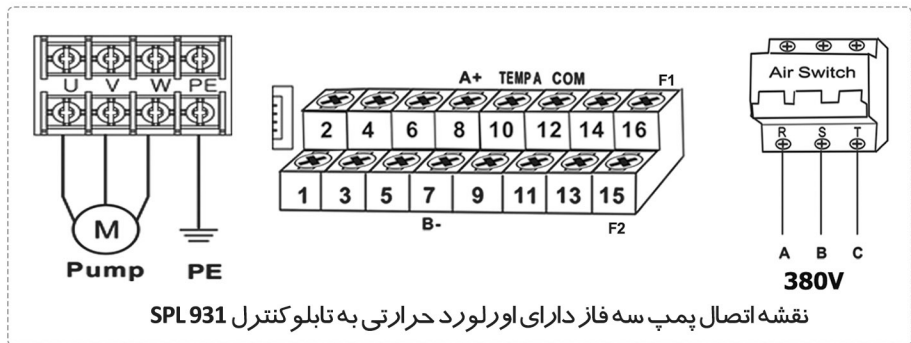 U V W PE
M
Pump PE
A+ TEMPA COM F1
2 4 6 8 10 12 14 16
1 3 5 7 9 11 13 15
B- F2
Air Switch
R S T
A B C
380V
نقشه اتصال پمپ سه فاز دارای اورلورد حرارتی به تابلو کنترل SPL 931